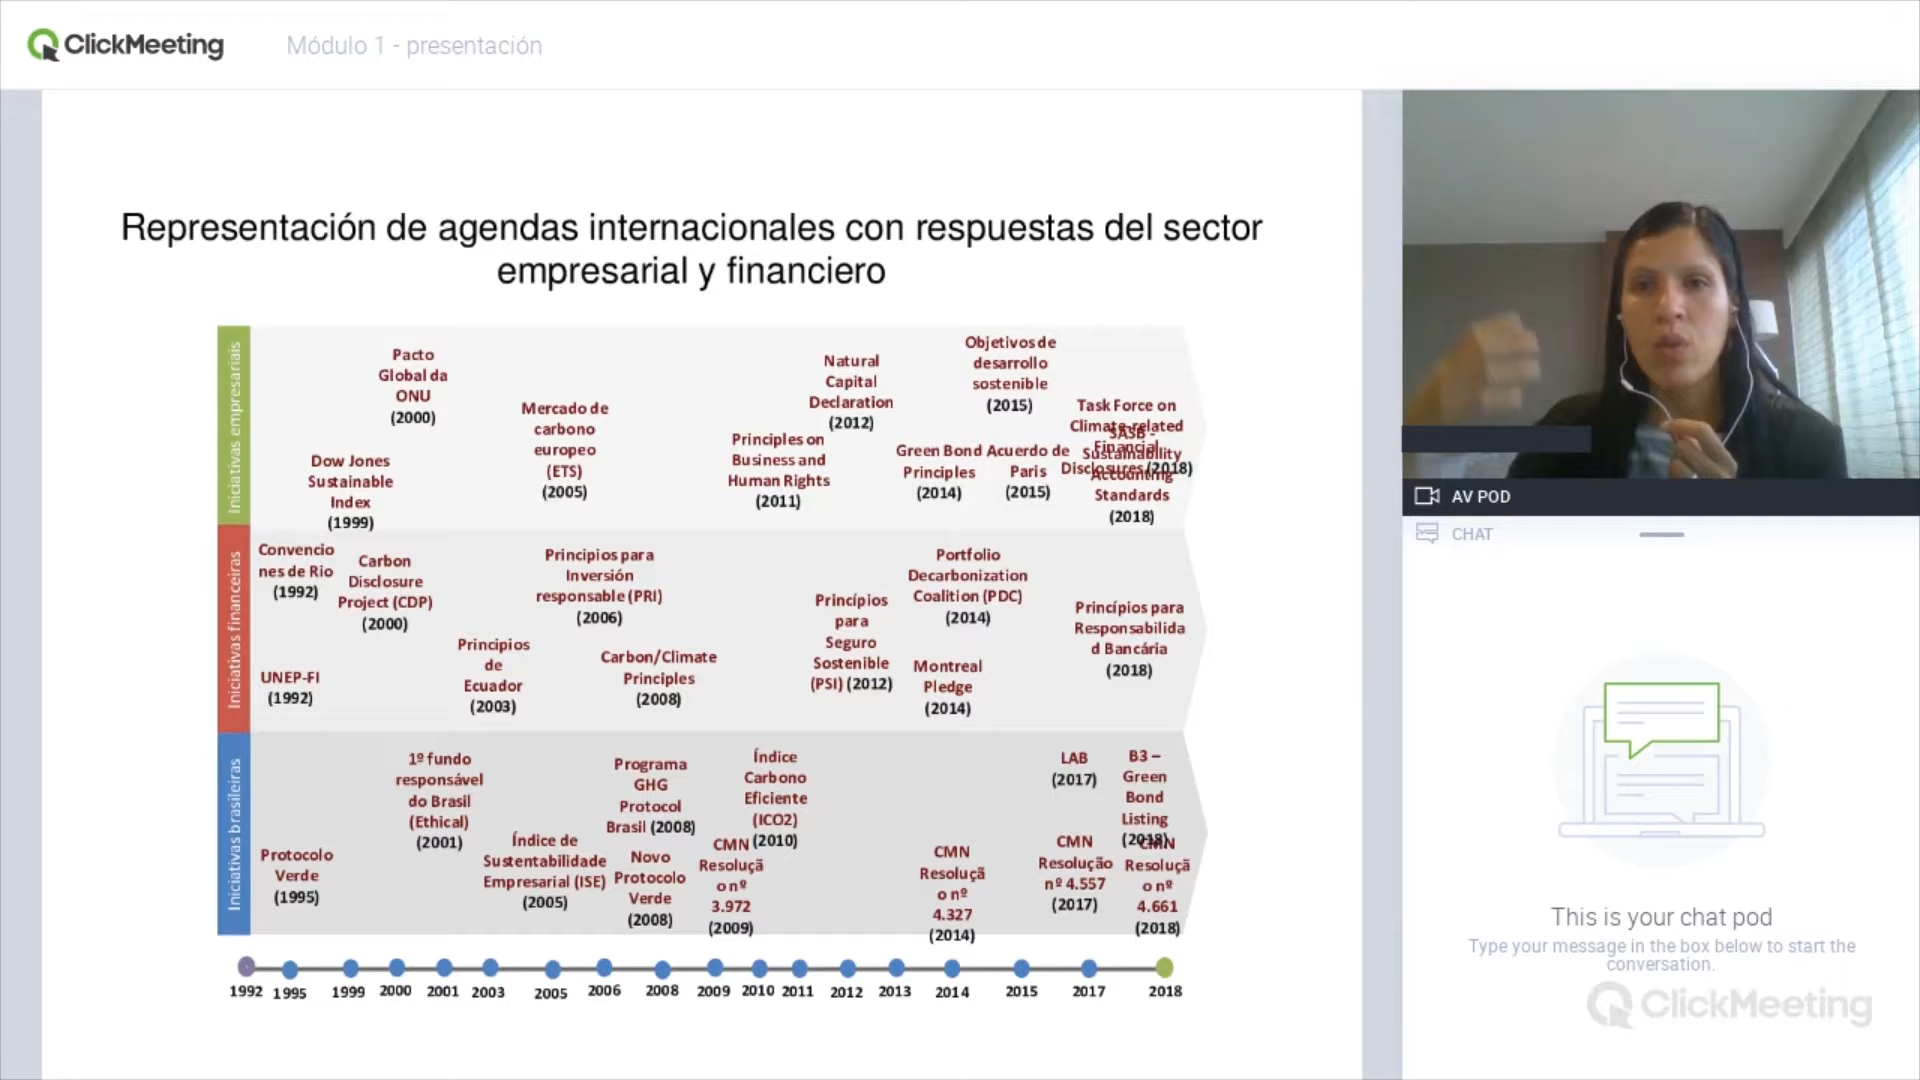 ClickMeeting
Módulo 1 - presentación
Representación de agendas internacionales con respuestas del sector
empresarial y financiero
Iniciativas empresariais
Pacto
Global da
ONU
(2000)
Dow Jones
Sustainable
Index
(1999)
Mercado de
carbono
europeo
(ETS)
(2005)
Principles on
Business and
Human Rights
(2011)
Natural
Capital
Declaration
(2012)
Green Bond
Principles
(2014)
Objetivos de
desarrollo
sostenible
(2015)
Acuerdo de
Paris
(2015)
Task Force on
Climate-related
Financial
Disclosures (2018)
SASB -
Sustainability
Accounting
Standards
(2018)
Iniciativas financeiras
Convencio
nes de Rio
(1992)
UNEP-FI
(1992)
Carbon
Disclosure
Project (CDP)
(2000)
Principios
de
Ecuador
(2003)
Principios para
Inversión
responsable (PRI)
(2006)
Carbon/Climate
Principles
(2008)
Princípios
para
Seguro
Sostenible
(PSI) (2012)
Portfolio
Decarbonization
Coalition (PDC)
(2014)
Montreal
Pledge
(2014)
Princípios para
Responsabilida
d Bancária
(2018)
Iniciativas brasileiras
Protocolo
Verde
(1995)
1º fundo
responsável
do Brasil
(Ethical)
(2001)
Índice de
Sustentabilidade
Empresarial (ISE)
(2005)
Programa
GHG
Protocol
Brasil (2008)
Novo
Protocolo
Verde
(2008)
CMN
Resoluçã
o nº
3.972
(2009)
Índice
Carbono
Eficiente
(ICO2)
(2010)
CMN
Resoluçã
o nº
4.327
(2014)
LAB
(2017)
CMN
Resolução
nº 4.557
(2017)
B3 –
Green
Bond
Listing
(2018)
CMN
Resoluçã
o nº
4.661
(2018)
1992 1995 1999 2000 2001 2003 2005 2006 2008 2009 2010 2011 2012 2013 2014 2015 2017 2018
AV POD
CHAT
This is your chat pod
Type your message in the box below to start the
conversation.
ClickMeeting